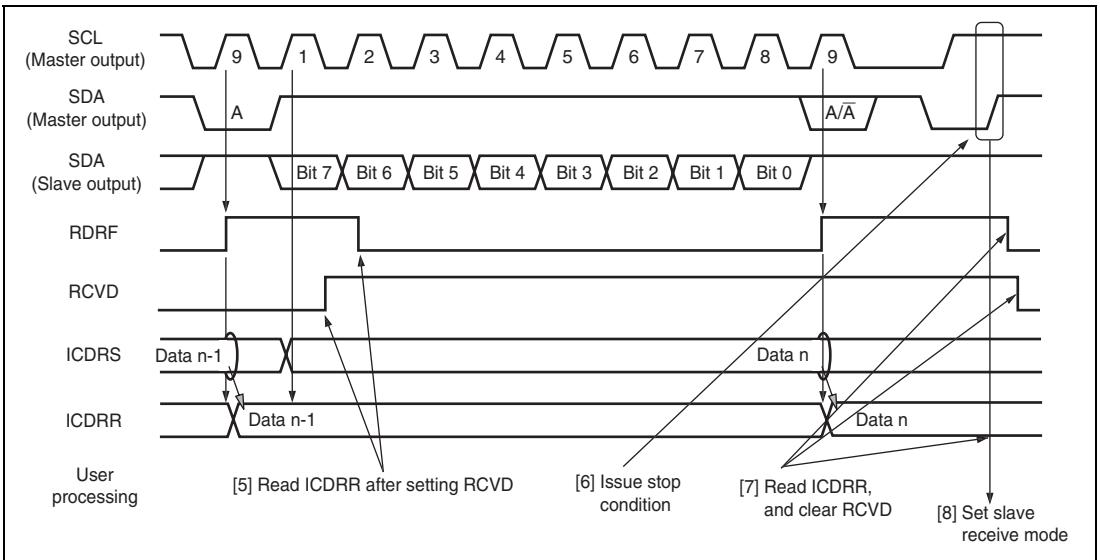 SCL
(Master output)
9 1 2 3 4 5 6 7 8 9
SDA
(Master output)
A A/A̅
SDA
(Slave output)
Bit 7 Bit 6 Bit 5 Bit 4 Bit 3 Bit 2 Bit 1 Bit 0
RDRF
RCVD
ICDRS
Data n-1 Data n
ICDRR
Data n-1 Data n
User
processing
[5] Read ICDRR after setting RCVD
[6] Issue stop
condition
[7] Read ICDRR,
and clear RCVD
[8] Set slave
receive mode